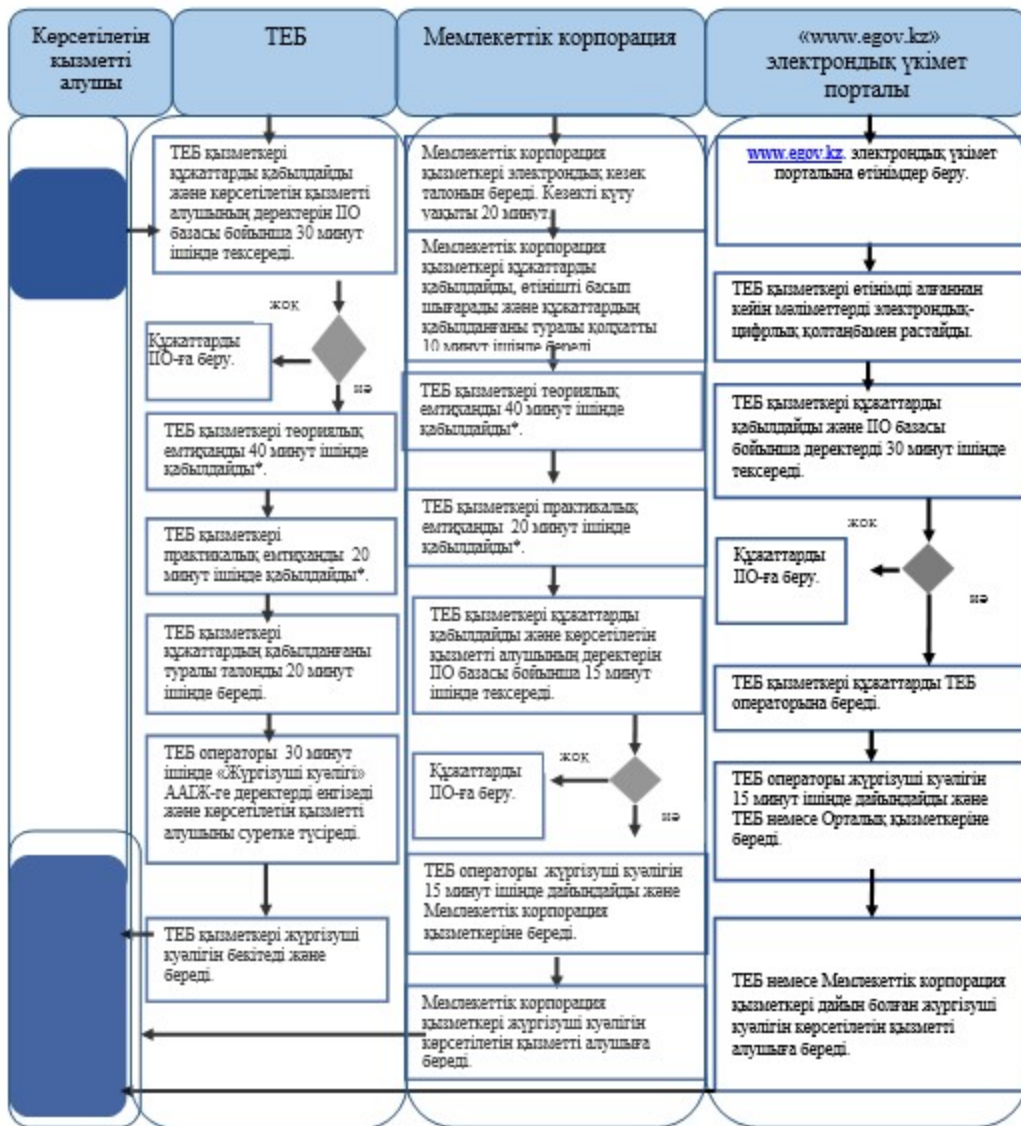 Көрсетілетін
қызметті
алушы
ТЕБ
Мемлекеттік корпорация
«www.egov.kz»
электрондық үкімет
порталы
ТЕБ қызметкері
құжаттарды қабылдайды
және көрсетілетін қызметті
алушының деректерін ІІО
базасы бойынша 30 минут
ішінде тексереді.
жоқ
Құжаттарды
ІІО-ға беру.
иә
ТЕБ қызметкері теориялық
емтиханды 40 минут ішінде
қабылдайды*.
ТЕБ қызметкері
практикалық емтиханды 20
минут ішінде қабылдайды*.
ТЕБ қызметкері
құжаттардың қабылданғаны
туралы талонды 20 минут
ішінде береді.
ТЕБ операторы 30 минут
ішінде «Жүргізуші куәлігі»
ААІЖ-ге деректерді енгізеді
және көрсетілетін қызметті
алушыны суретке түсіреді.
ТЕБ қызметкері жүргізуші
куәлігін бекітеді және
береді.
Мемлекеттік корпорация
қызметкері электрондық кезек
талонын береді. Кезекті күту
уақыты 20 минут.
Мемлекеттік корпорация
қызметкері құжаттарды
қабылдайды, өтінішті басып
шығарады және құжаттардың
қабылданғаны туралы қолхатты
10 минут ішінде береді
ТЕБ қызметкері теориялық
емтиханды 40 минут ішінде
қабылдайды*.
ТЕБ қызметкері практикалық
емтиханды 20 минут ішінде
қабылдайды*.
ТЕБ қызметкері құжаттарды
қабылдайды және көрсетілетін
қызметті алушының деректерін
ІІО базасы бойынша 15 минут
ішінде тексереді.
жоқ
Құжаттарды
ІІО-ға беру.
иә
ТЕБ операторы жүргізуші куәлігін
15 минут ішінде дайындайды және
Мемлекеттік корпорация
қызметкеріне береді.
Мемлекеттік корпорация
қызметкері жүргізуші куәлігін
көрсетілетін қызметті алушыға
береді.
www.egov.kz. электрондық үкімет
порталына өтінімдер беру.
ТЕБ қызметкері өтінімді алғаннан
кейін мәліметтерді электрондық-
цифрлық қолтаңбамен растайды.
ТЕБ қызметкері құжаттарды
қабылдайды және ІІО базасы
бойынша деректерді 30 минут ішінде
тексереді.
жоқ
Құжаттарды
ІІО-ға беру.
иә
ТЕБ қызметкері құжаттарды ТЕБ
операторына береді.
ТЕБ операторы жүргізуші куәлігін
15 минут ішінде дайындайды және
ТЕБ немесе Орталық қызметкеріне
береді.
ТЕБ немесе Мемлекеттік корпорация
қызметкері дайын болған жүргізуші
куәлігін көрсетілетін қызметті
алушыға береді.